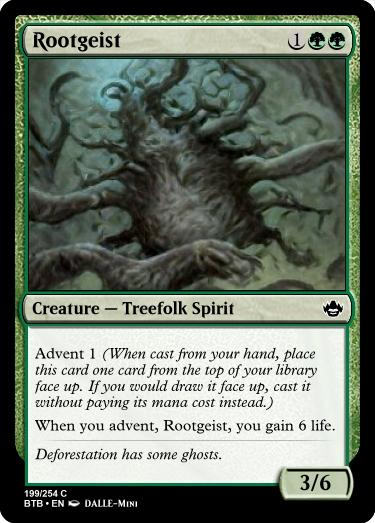 Rootgeist 1
Creature — Treefolk Spirit
Advent 1 (When cast from your hand, place
this card one card from the top of your library
face up. If you would draw it face up, cast it
without paying its mana cost instead.)
When you advent, Rootgeist, you gain 6 life.
Deforestation has some ghosts.
3/6
199/254 C
BTB • EN DALLE-Mini